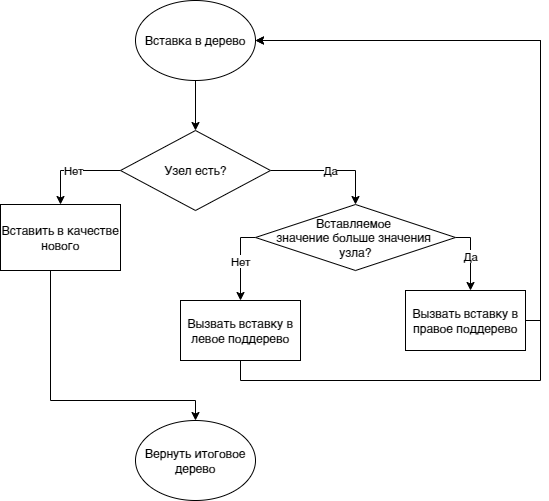 Вставка в дерево
Узел есть?
Нет
Да
Вставить в качестве
нового
Вставляемое
значение больше значения
узла?
Нет
Да
Вызвать вставку в
левое поддерево
Вызвать вставку в
правое поддерево
Вернуть итоговое
дерево